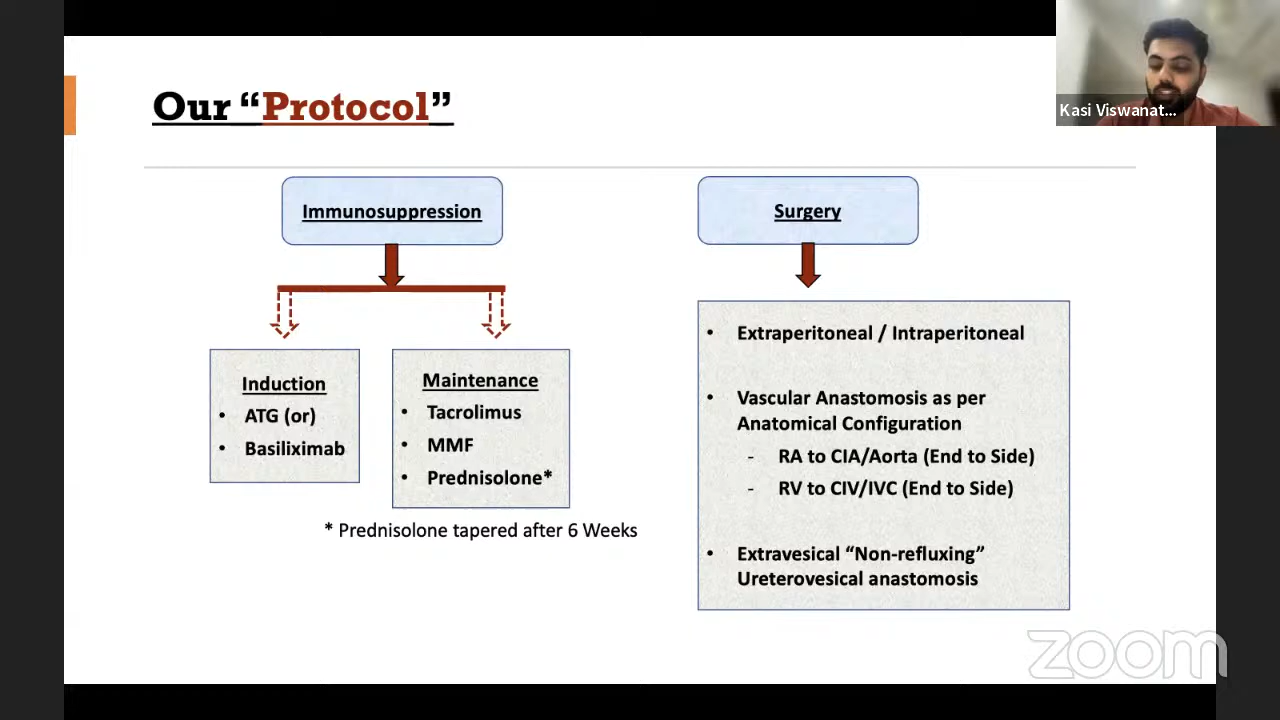 Our “Protocol”
Kasi Viswanat...
Immunosuppression
Surgery
Induction
• ATG (or)
• Basiliximab
Maintenance
• Tacrolimus
• MMF
• Prednisolone*
* Prednisolone tapered after 6 Weeks
• Extraperitoneal / Intraperitoneal
• Vascular Anastomosis as per
Anatomical Configuration
- RA to CIA/Aorta (End to Side)
- RV to CIV/IVC (End to Side)
• Extravesical “Non-refluxing”
Ureterovesical anastomosis
zoom